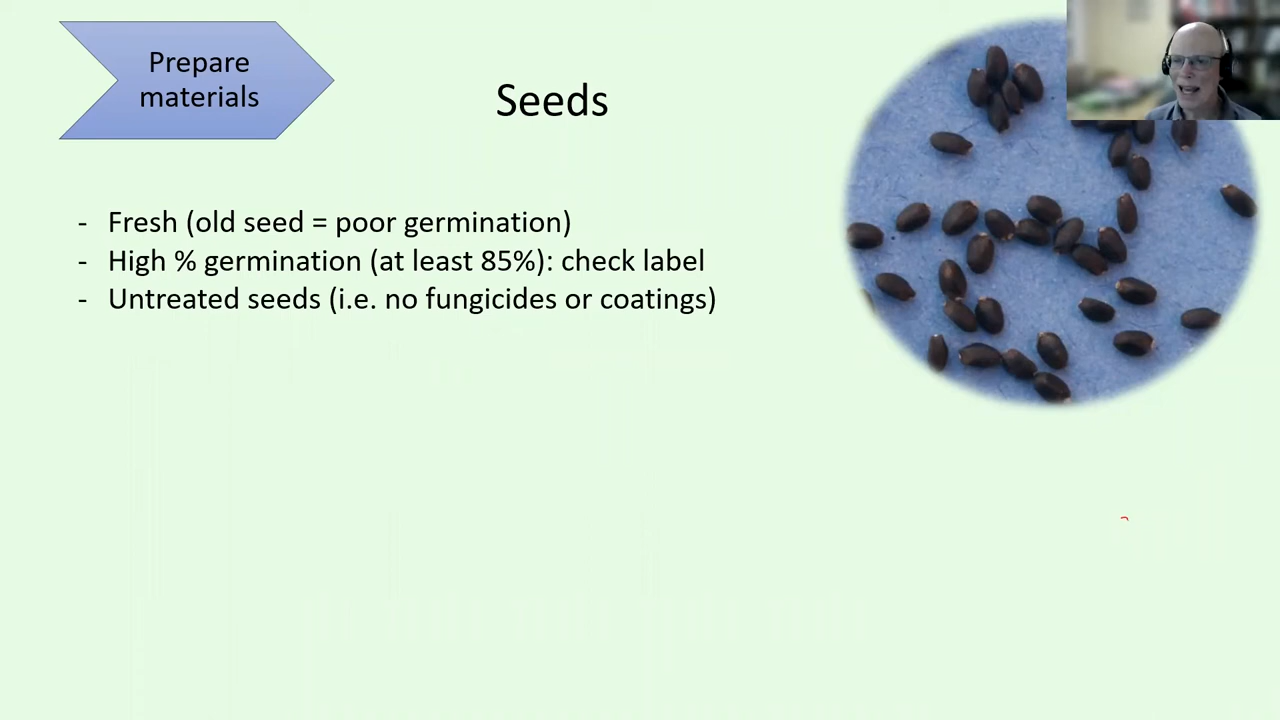 Prepare
materials
Seeds
- Fresh (old seed = poor germination)
- High % germination (at least 85%): check label
- Untreated seeds (i.e. no fungicides or coatings)